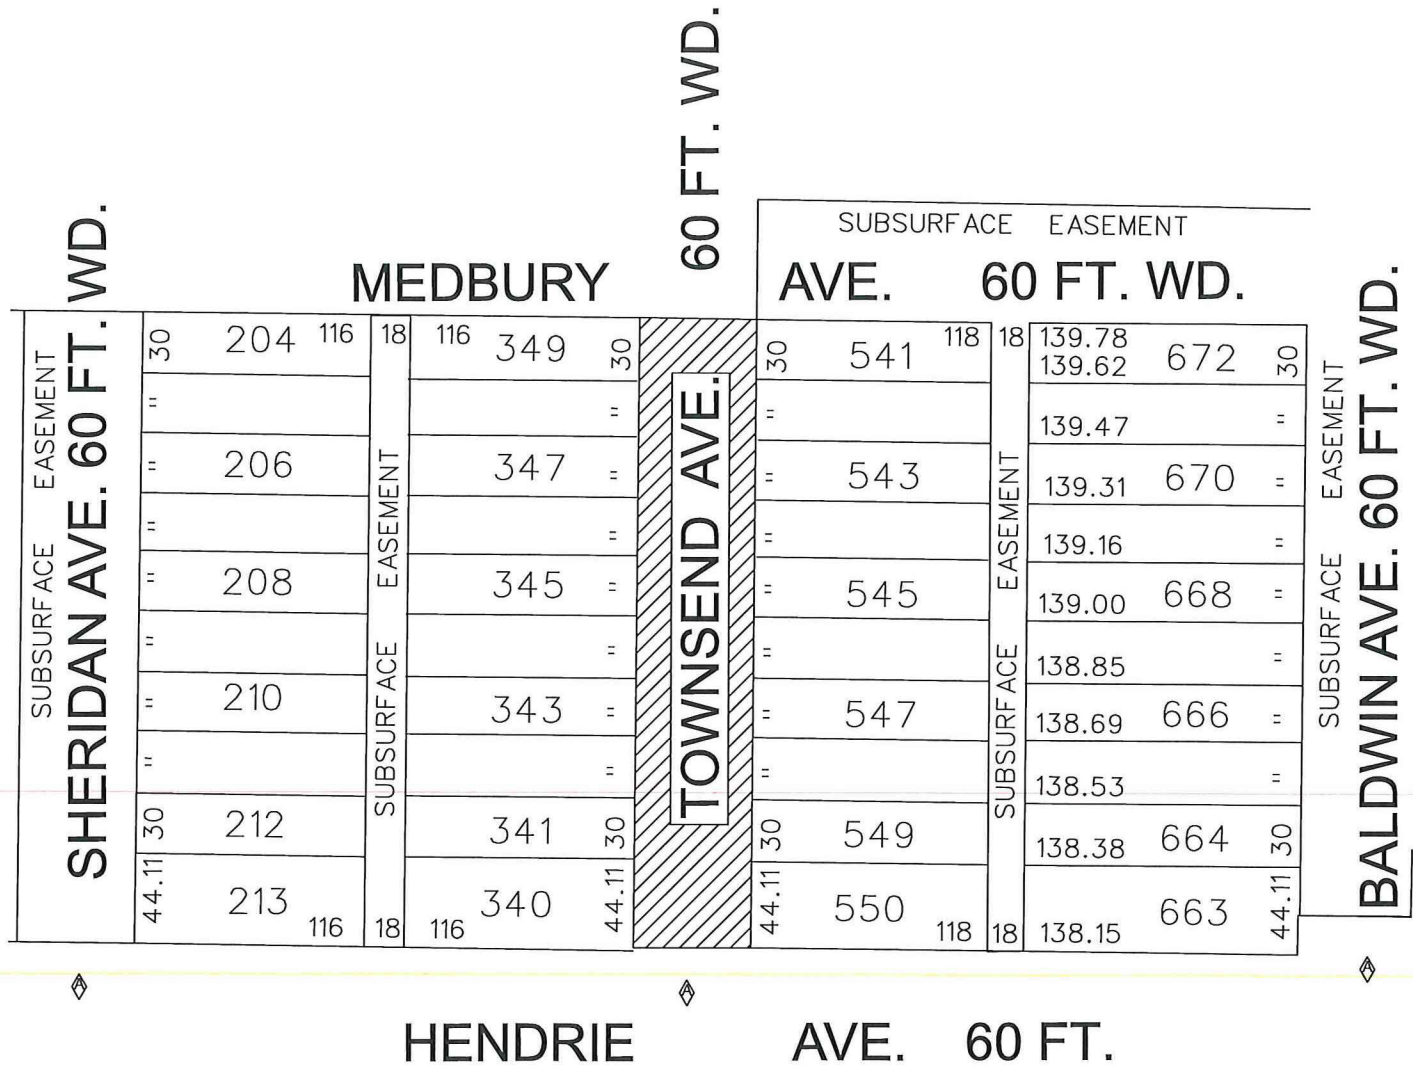 60 FT. WD.
SUBSURFACE EASEMENT
MEDBURY AVE. 60 FT. WD.
SUBSURFACE EASEMENT
SHERIDAN AVE. 60 FT. WD.
30 204 116 18 116 349 30
" "
" 206 347 "
" "
" 208 345 "
" "
" 210 343 "
" "
30 212 341 30
44.11 213 116 18 116 340 44.11
SUBSURFACE EASEMENT
TOWNSEND AVE.
30 541 118 18 139.78
139.62 672 30
" 139.47 "
" 543 139.31 670 "
" 139.16 "
" 545 139.00 668 "
" 138.85 "
" 547 138.69 666 "
" 138.53 "
30 549 138.38 664 30
44.11 550 118 18 138.15 663 44.11
SUBSURFACE EASEMENT
SUBSURFACE EASEMENT
BALDWIN AVE. 60 FT. WD.
A A A
HENDRIE AVE. 60 FT.